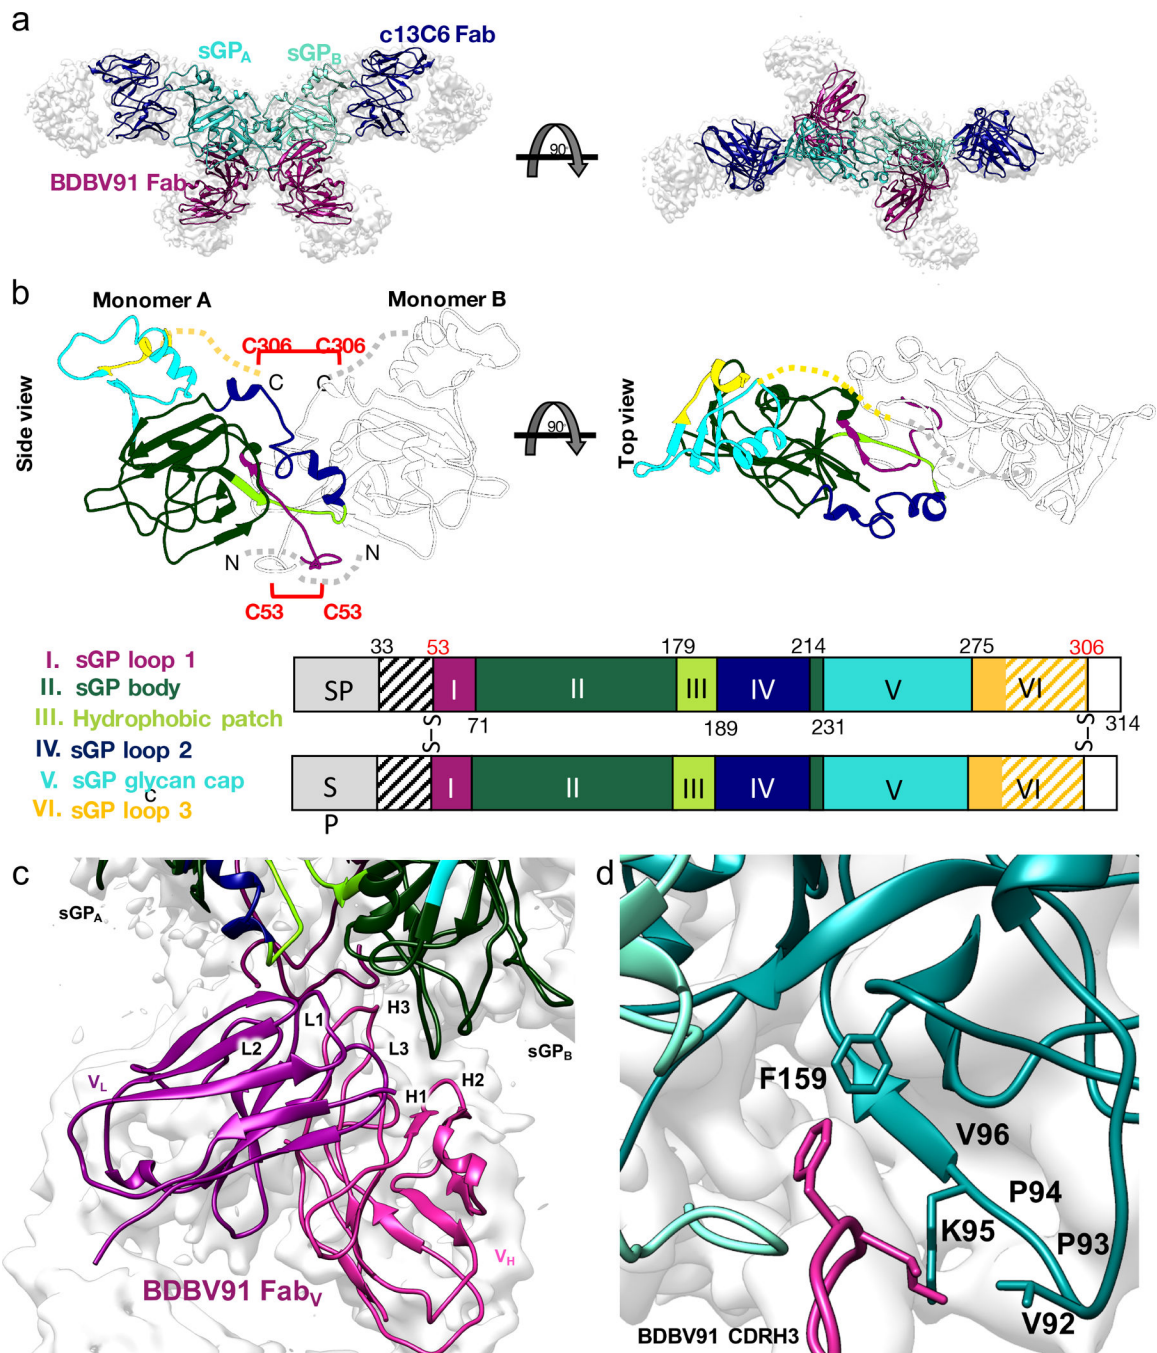 a
c13C6 Fab
sGPA
sGPB
BDBV91 Fab
90°
b
Monomer A
Monomer B
C306
C306
C
C
Side view
90°
Top view
N
N
C53
C53
I. sGP loop 1
II. sGP body
III. Hydrophobic patch
IV. sGP loop 2
V. sGP glycan cap
C
VI. sGP loop 3
33
53
179
214
275
306
SP
I
II
III
IV
V
VI
S–S
71
189
231
S–S
314
S
P
I
II
III
IV
V
VI
c
sGPA
sGPB
L1
H3
L2
L3
H2
H1
VL
VH
BDBV91 FabV
d
F159
V96
P94
K95
P93
V92
BDBV91 CDRH3